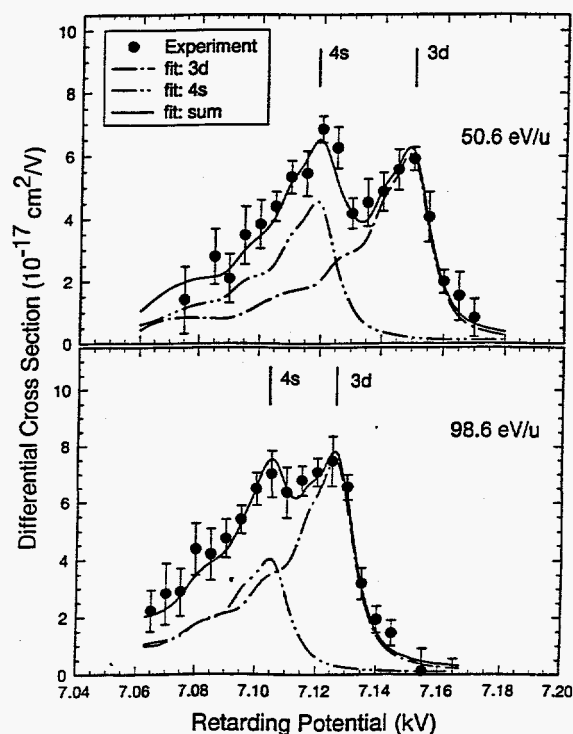 Differential Cross Section (10⁻¹⁷ cm²/V)
10
8
6
4
2
0
Experiment
fit: 3d
fit: 4s
fit: sum
4s
3d
50.6 eV/u
10
8
6
4
2
0
4s
3d
98.6 eV/u
7.04 7.06 7.08 7.10 7.12 7.14 7.16 7.18 7.20
Retarding Potential (kV)